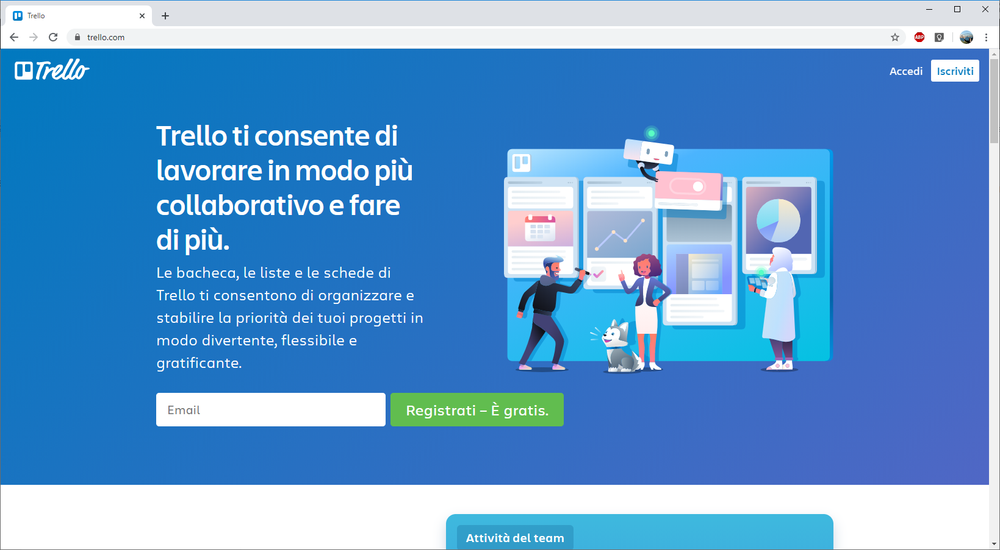 Trello
trello.com
ABP
Trello
Accedi
Iscriviti
Trello ti consente di
lavorare in modo più
collaborativo e fare
di più.
Le bacheca, le liste e le schede di
Trello ti consentono di organizzare e
stabilire la priorità dei tuoi progetti in
modo divertente, flessibile e
gratificante.
Email
Registrati – È gratis.
Attività del team